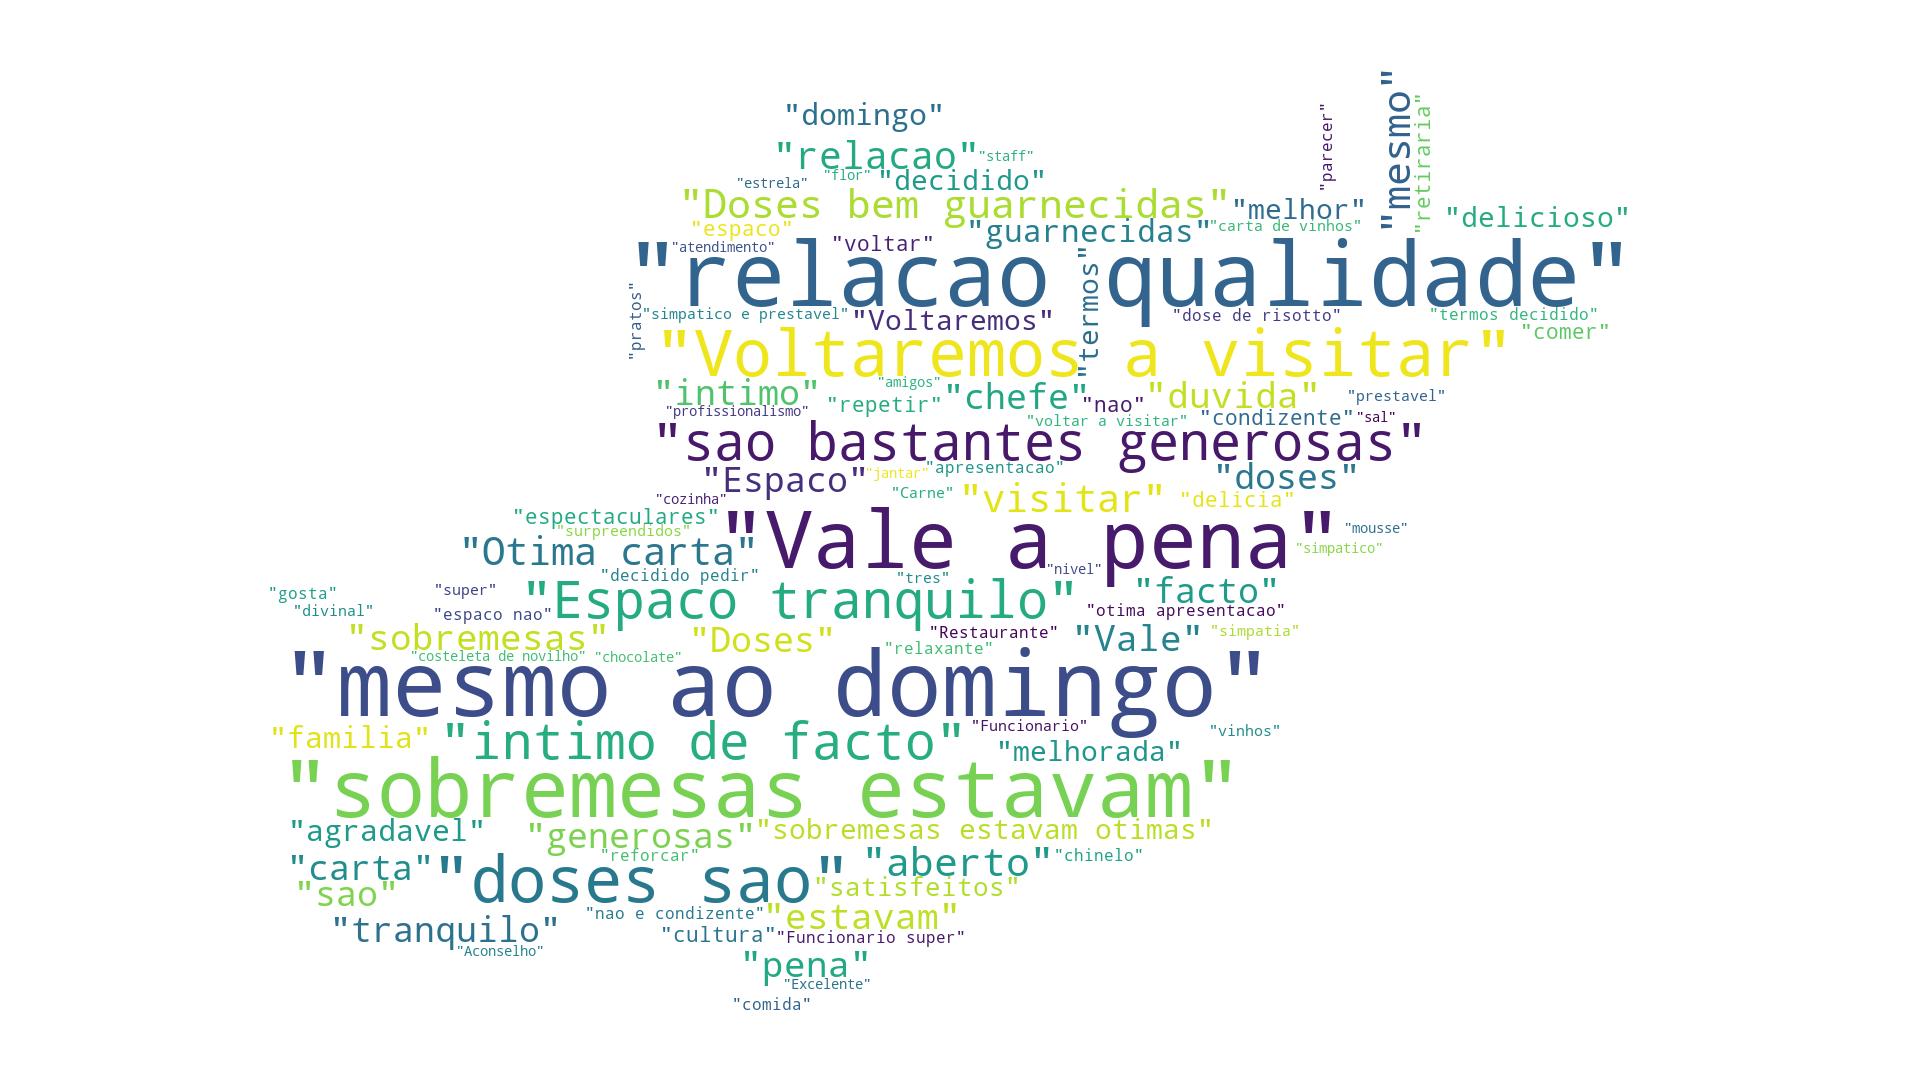 "domingo"
"relacao"
"staff"
"estrela"
"flor"
"decidido"
"parecer"
"mesmo"
"retiraria"
"Doses bem guarnecidas"
"melhor"
"delicioso"
"espaco"
"guarnecidas"
"carta de vinhos"
"atendimento"
"voltar"
"relacao qualidade"
"termos"
"pratos"
"simpatico e prestavel"
"Voltaremos"
"dose de risotto"
"termos decidido"
"comer"
"Voltaremos a visitar"
"intimo"
"amigos"
"chefe"
"duvida"
"prestavel"
"profissionalismo"
"repetir"
"nao"
"voltar a visitar"
"condizente"
"sal"
"sao bastantes generosas"
"Espaco"
"jantar"
"apresentacao"
"doses"
"cozinha"
"Carne"
"visitar"
"delicia"
"espectaculares"
"surpreendidos"
"Vale a pena"
"mousse"
"Otima carta"
"simpatico"
"decidido pedir"
"tres"
"nivel"
"gosta"
"super"
"Espaco tranquilo"
"facto"
"divinal"
"espaco nao"
"otima apresentacao"
"sobremesas"
"Doses"
"Restaurante"
"Vale"
"simpatia"
"costeleta de novilho"
"chocolate"
"relaxante"
"mesmo ao domingo"
"familia"
"intimo de facto"
"Funcionario"
"vinhos"
"melhorada"
"sobremesas estavam"
"agradavel"
"generosas"
"sobremesas estavam otimas"
"reforcar"
"carta"
"doses sao"
"aberto"
"chinelo"
"sao"
"satisfeitos"
"nao e condizente"
"estavam"
"tranquilo"
"cultura"
"Funcionario super"
"Aconselho"
"pena"
"Excelente"
"comida"